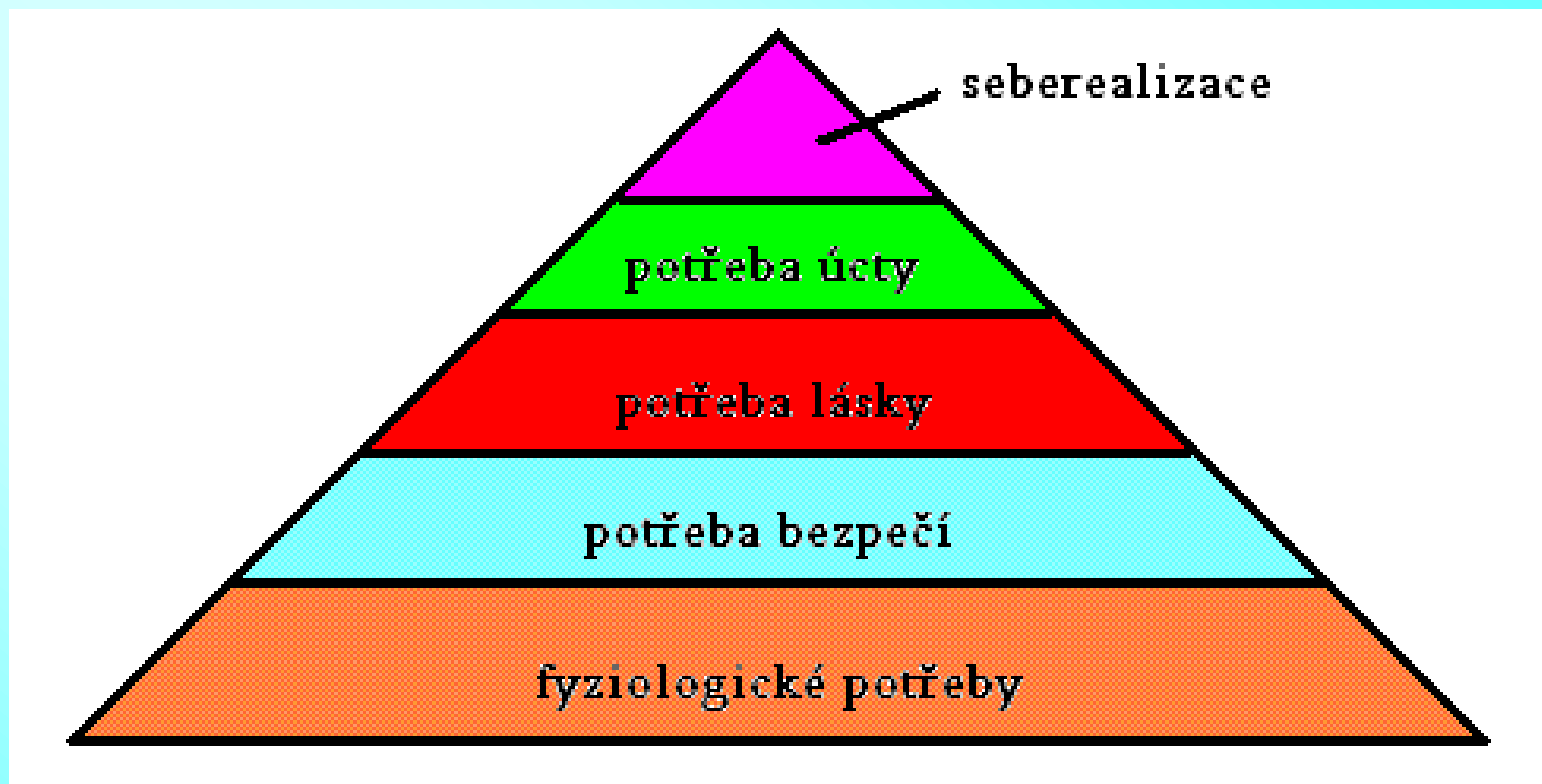 seberealizace
potřeba úcty
potřeba lásky
potřeba bezpečí
fyziologické potřeby